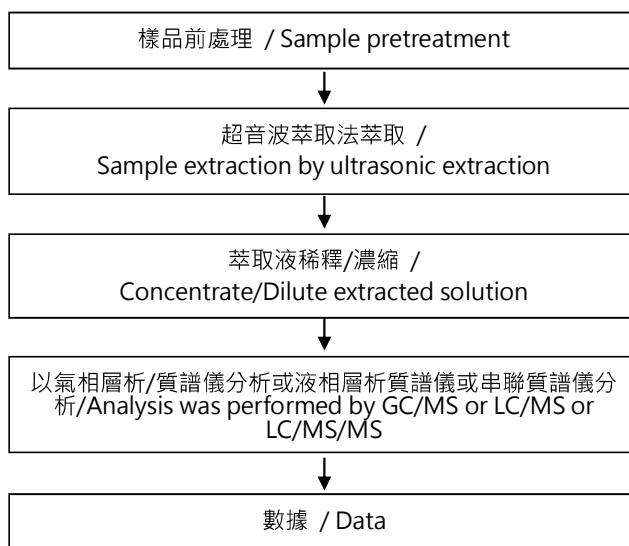 樣品前處理 / Sample pretreatment
超音波萃取法萃取 /
Sample extraction by ultrasonic extraction
萃取液稀釋/濃縮 /
Concentrate/Dilute extracted solution
以氣相層析/質譜儀分析或液相層析質譜儀或串聯質譜儀分
析/Analysis was performed by GC/MS or LC/MS or
LC/MS/MS
數據 / Data